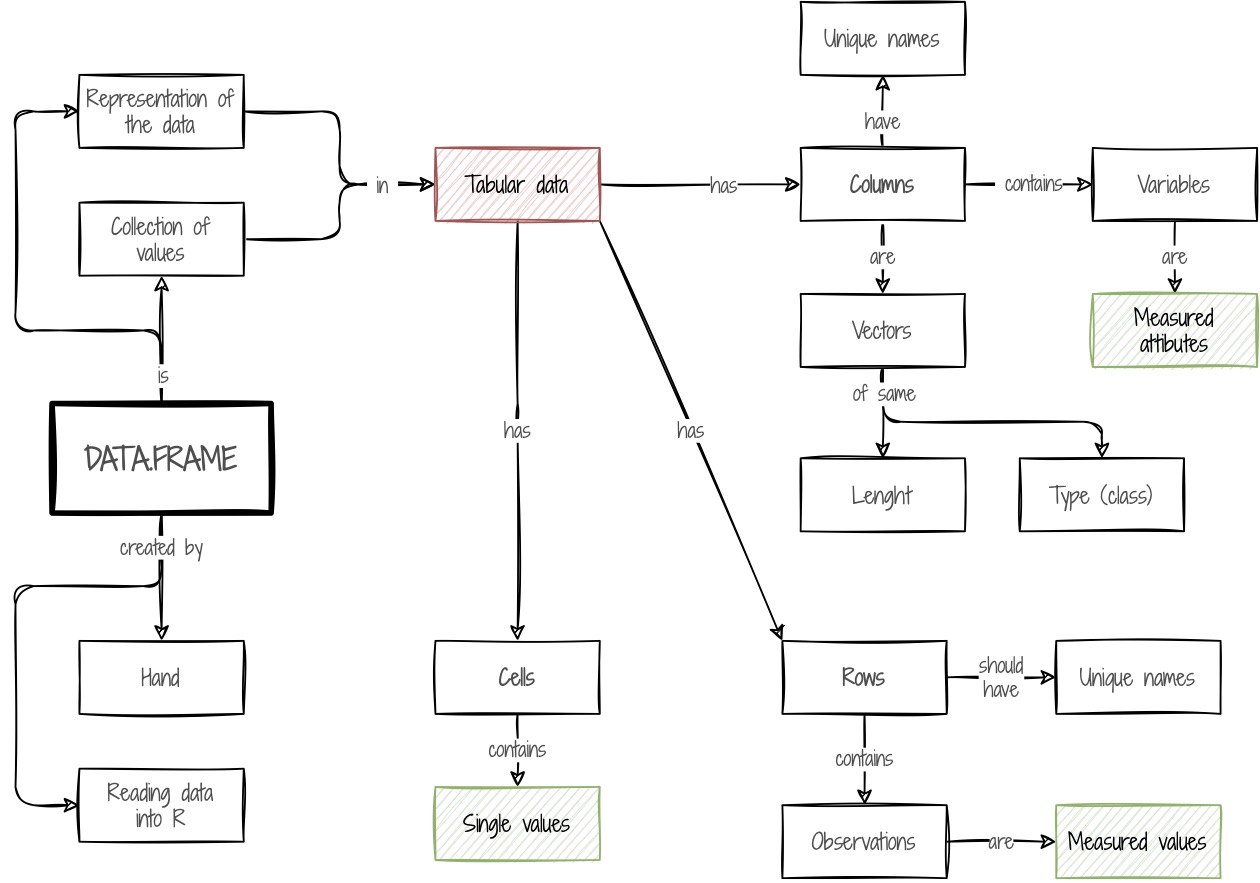 Unique names
have
Representation of
the data
in
Tabular data
has
Columns
contains
Variables
Collection of
values
are
are
Vectors
Measured
attibutes
is
of same
DATA.FRAME
has
has
Lenght
Type (class)
created by
Hand
Cells
Rows
should
have
Unique names
contains
contains
Reading data
into R
Single values
Observations
are
Measured values